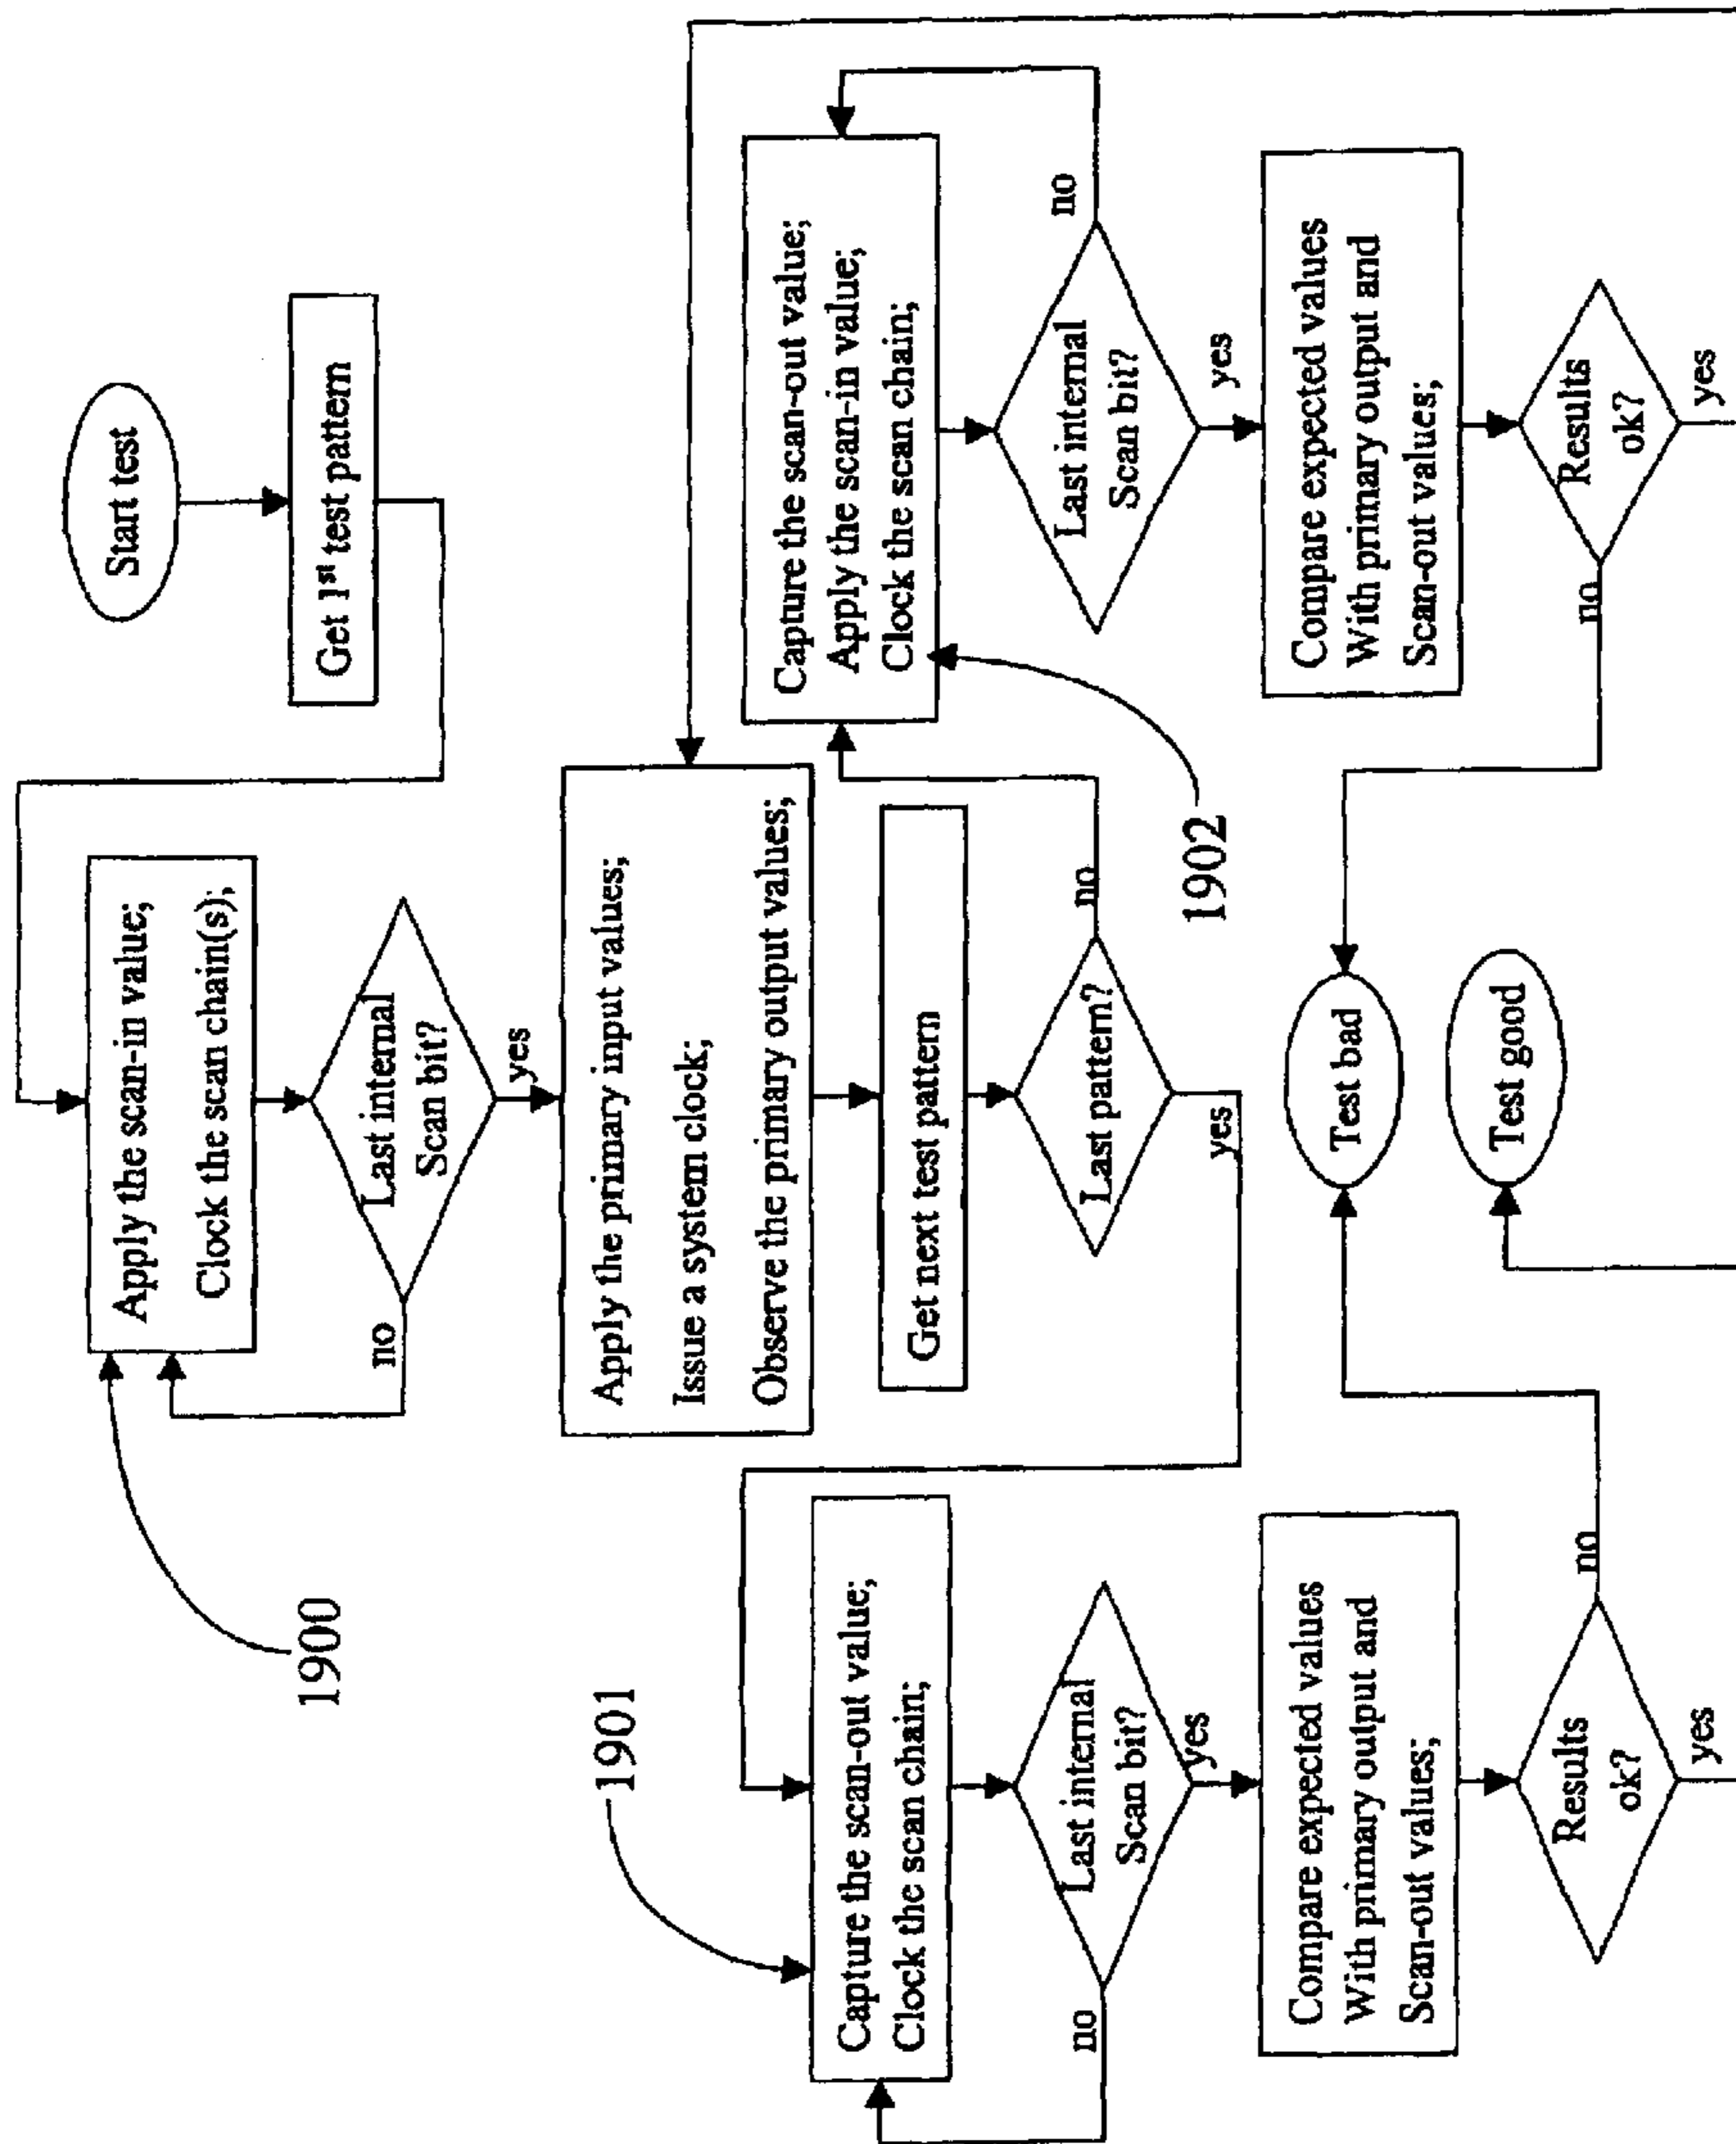 Start test
Get 1st test pattern
Apply the scan-in value;
Clock the scan chain(s);
1900
Last internal
Scan bit?
no
yes
Apply the primary input values;
Issue a system clock;
Observe the primary output values;
Get next test pattern
Last pattern?
yes
no
1901
Capture the scan-out value;
Clock the scan chain;
Last internal
Scan bit?
no
yes
Compare expected values
With primary output and
Scan-out values;
Results
ok?
no
yes
Capture the scan-out value;
Apply the scan-in value;
Clock the scan chain;
1902
Last internal
Scan bit?
no
yes
Compare expected values
With primary output and
Scan-out values;
Results
ok?
no
yes
Test bad
Test good